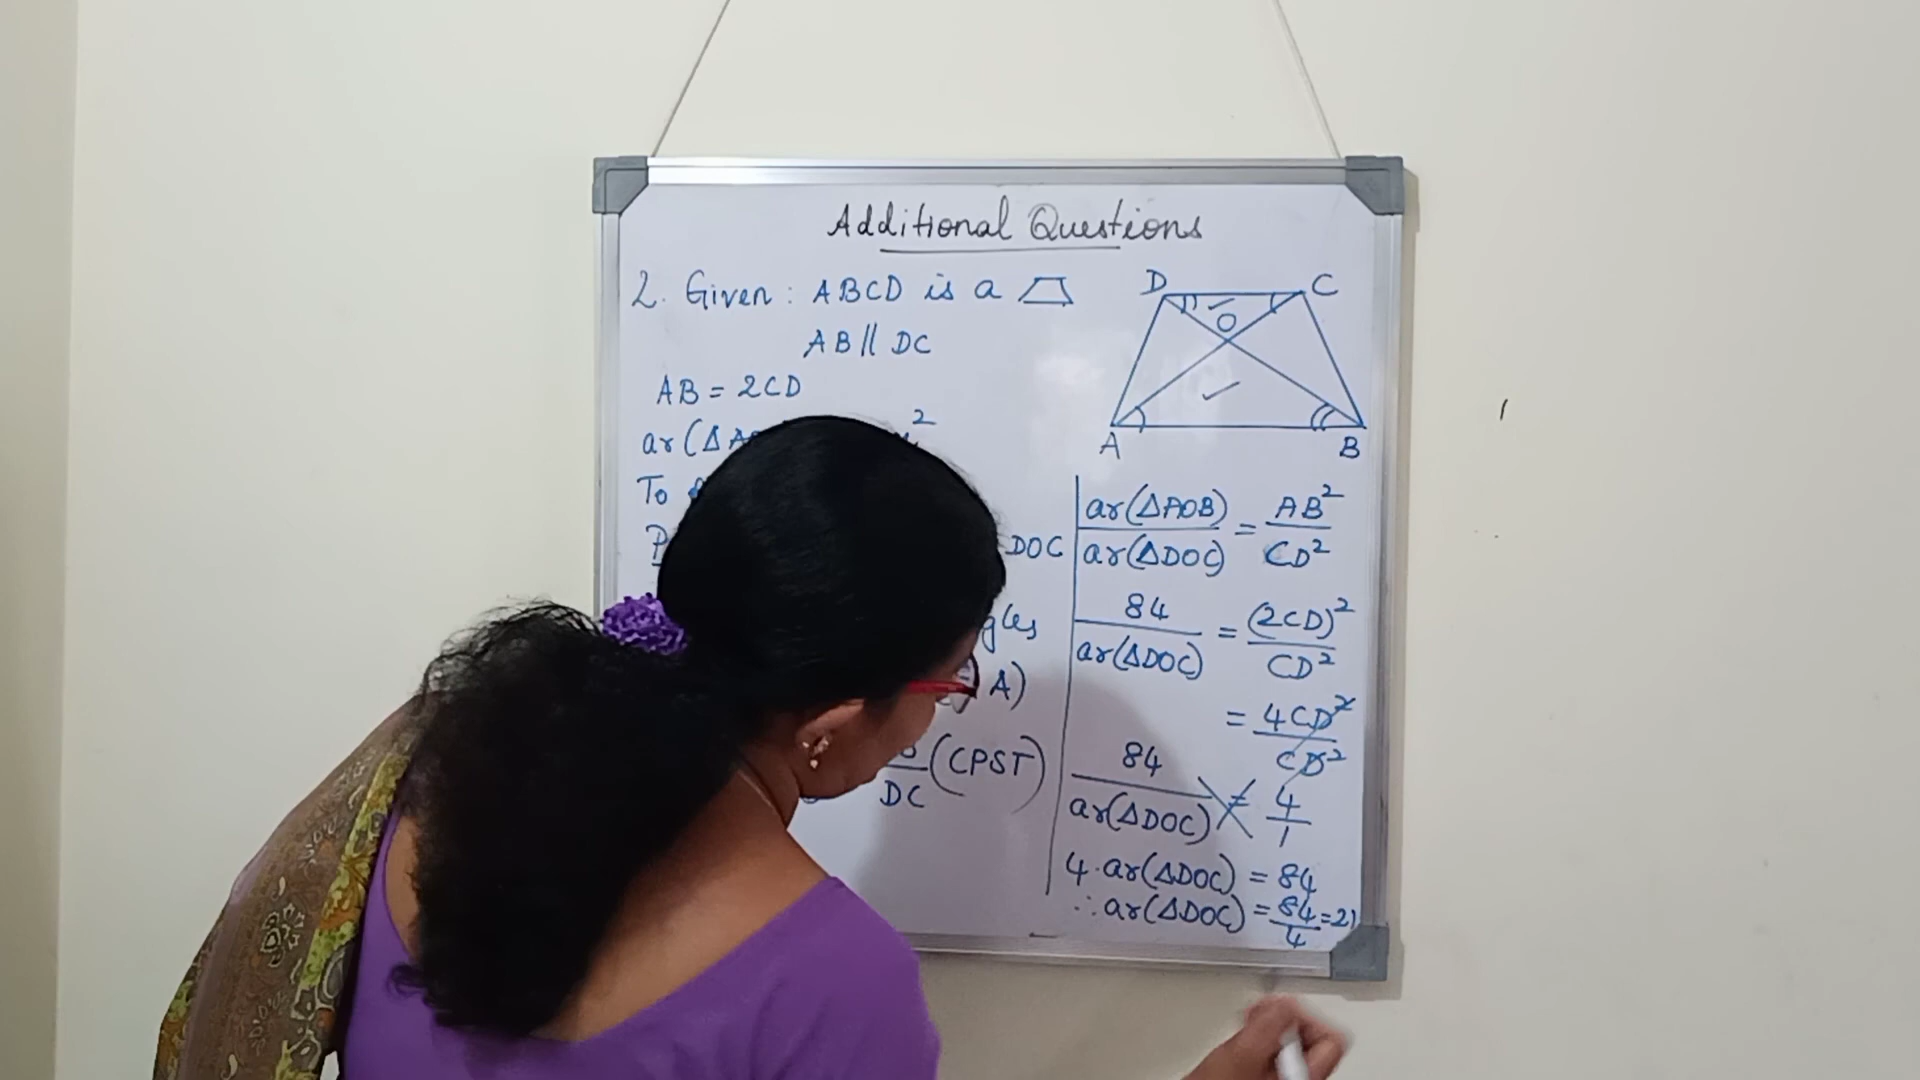 Additional Questions
2. Given : ABCD is a
AB || DC
AB = 2CD
ar(Δ
2
To
DOC
gles
A)
DC (CPST)
D
C
O
A
B
ar(ΔAOB)/ar(ΔDOC) = AB²/CD²
84/ar(ΔDOC) = (2CD)²/CD²
= 4CD²/CD²
84/ar(ΔDOC) = 4/1
4.ar(ΔDOC) = 84
∴ ar(ΔDOC) = 84/4 = 21